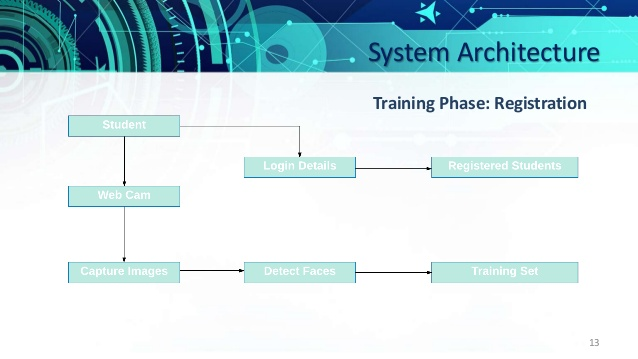 System Architecture
Training Phase: Registration
Student
Login Details
Registered Students
Web Cam
Capture Images
Detect Faces
Training Set
13